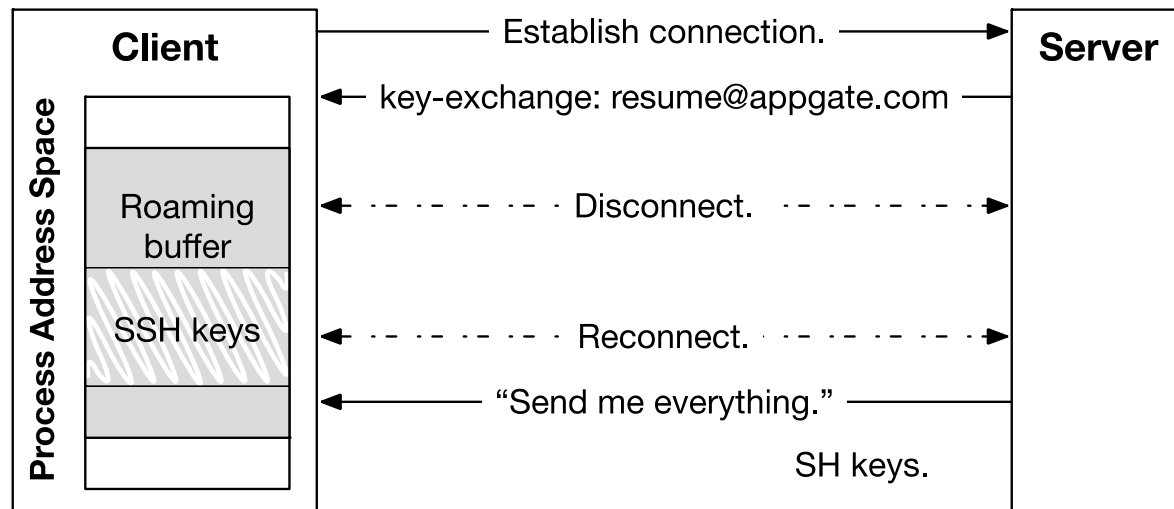 Client
Establish connection.
Server
key-exchange: resume@appgate.com
Process Address Space
Roaming
buffer
Disconnect.
SSH keys
Reconnect.
“Send me everything.”
SH keys.